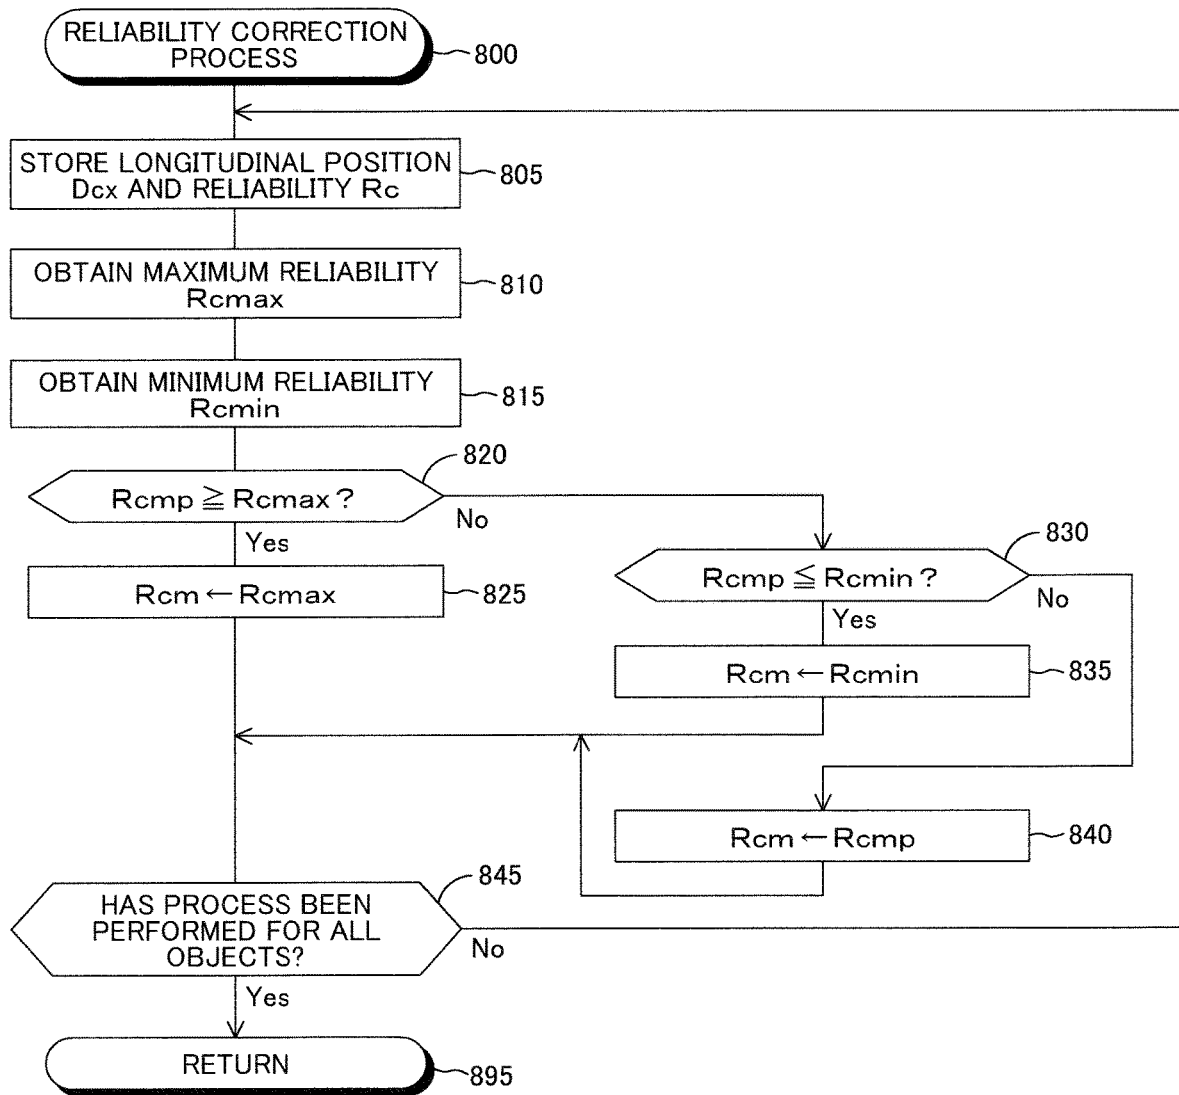 RELIABILITY CORRECTION
PROCESS
800
STORE LONGITUDINAL POSITION
Dcx AND RELIABILITY Rc
805
OBTAIN MAXIMUM RELIABILITY
Rcmax
810
OBTAIN MINIMUM RELIABILITY
Rcmin
815
820
Rcmp ≧ Rcmax ?
No
Yes
Rcm ← Rcmax
825
830
Rcmp ≦ Rcmin ?
No
Yes
Rcm ← Rcmin
835
Rcm ← Rcmp
840
845
HAS PROCESS BEEN
PERFORMED FOR ALL
OBJECTS?
No
Yes
RETURN
895